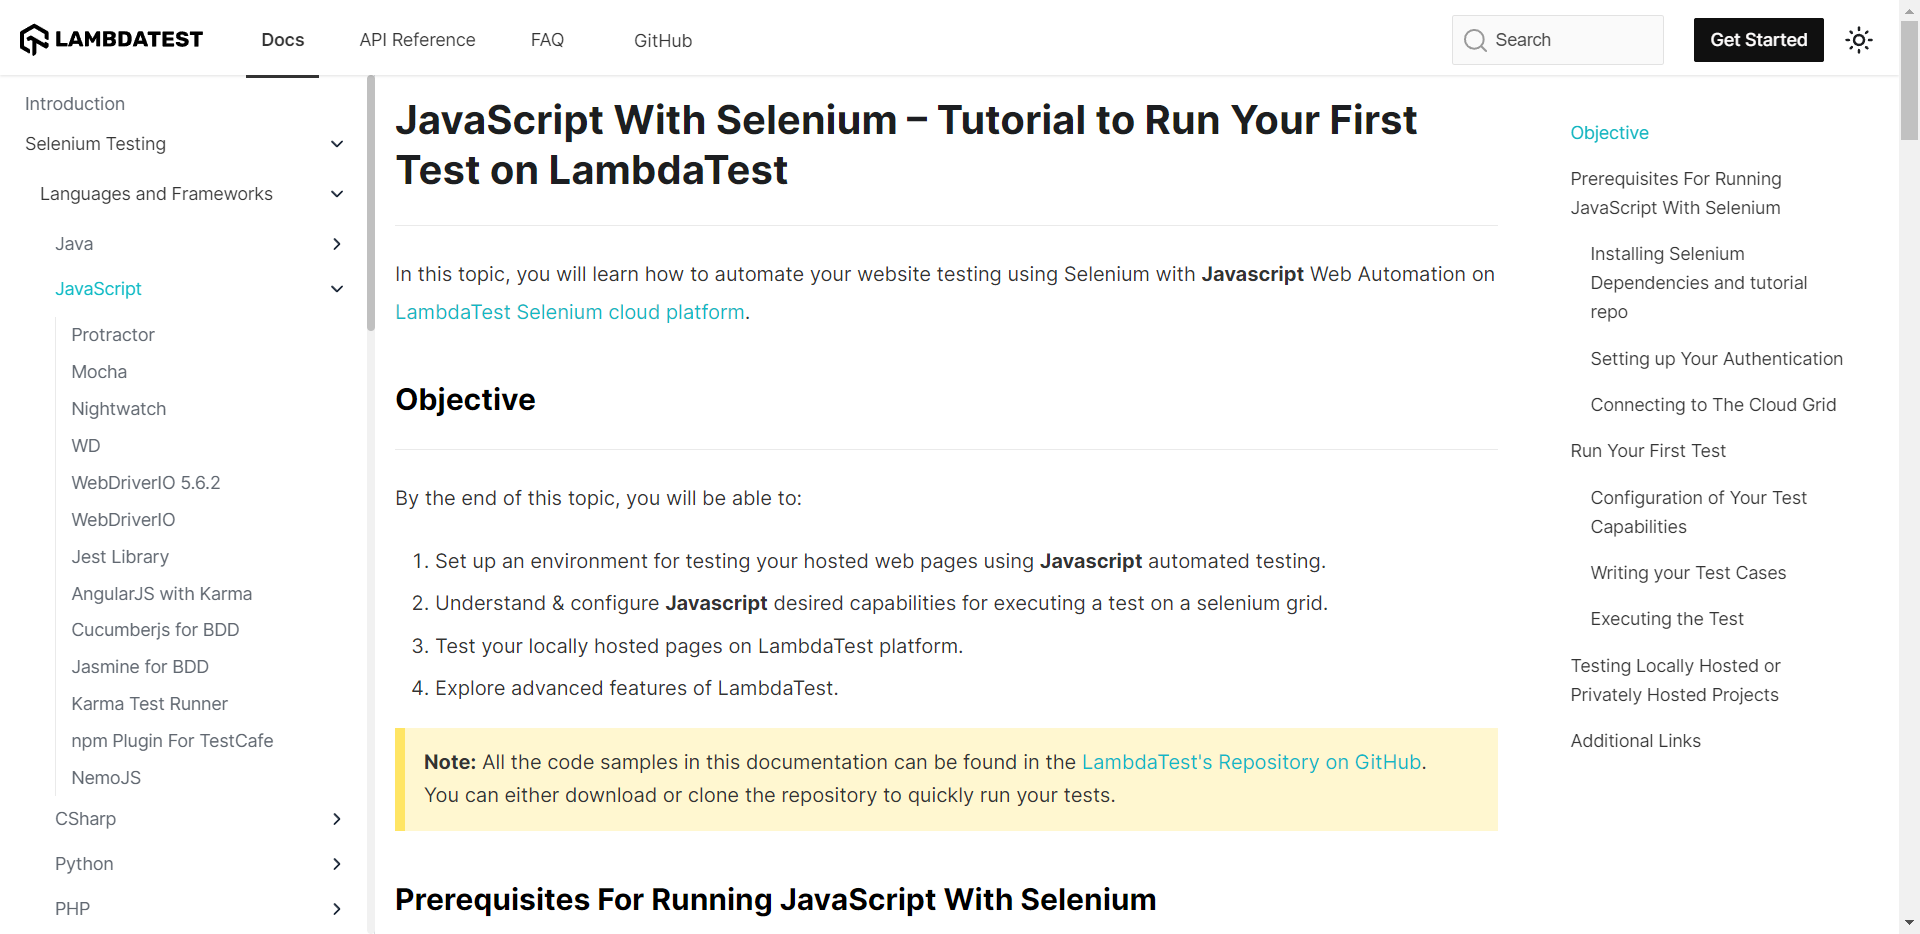 LAMBDATEST
Docs
API Reference
FAQ
GitHub
Search
Get Started
Introduction
Selenium Testing
Languages and Frameworks
Java
JavaScript
Protractor
Mocha
Nightwatch
WD
WebDriverIO 5.6.2
WebDriverIO
Jest Library
AngularJS with Karma
Cucumberjs for BDD
Jasmine for BDD
Karma Test Runner
npm Plugin For TestCafe
NemoJS
CSharp
Python
PHP
JavaScript With Selenium – Tutorial to Run Your First
Test on LambdaTest
In this topic, you will learn how to automate your website testing using Selenium with Javascript Web Automation on
LambdaTest Selenium cloud platform.
Objective
By the end of this topic, you will be able to:
1. Set up an environment for testing your hosted web pages using Javascript automated testing.
2. Understand & configure Javascript desired capabilities for executing a test on a selenium grid.
3. Test your locally hosted pages on LambdaTest platform.
4. Explore advanced features of LambdaTest.
Note: All the code samples in this documentation can be found in the LambdaTest's Repository on GitHub.
You can either download or clone the repository to quickly run your tests.
Prerequisites For Running JavaScript With Selenium
Objective
Prerequisites For Running
JavaScript With Selenium
Installing Selenium
Dependencies and tutorial
repo
Setting up Your Authentication
Connecting to The Cloud Grid
Run Your First Test
Configuration of Your Test
Capabilities
Writing your Test Cases
Executing the Test
Testing Locally Hosted or
Privately Hosted Projects
Additional Links